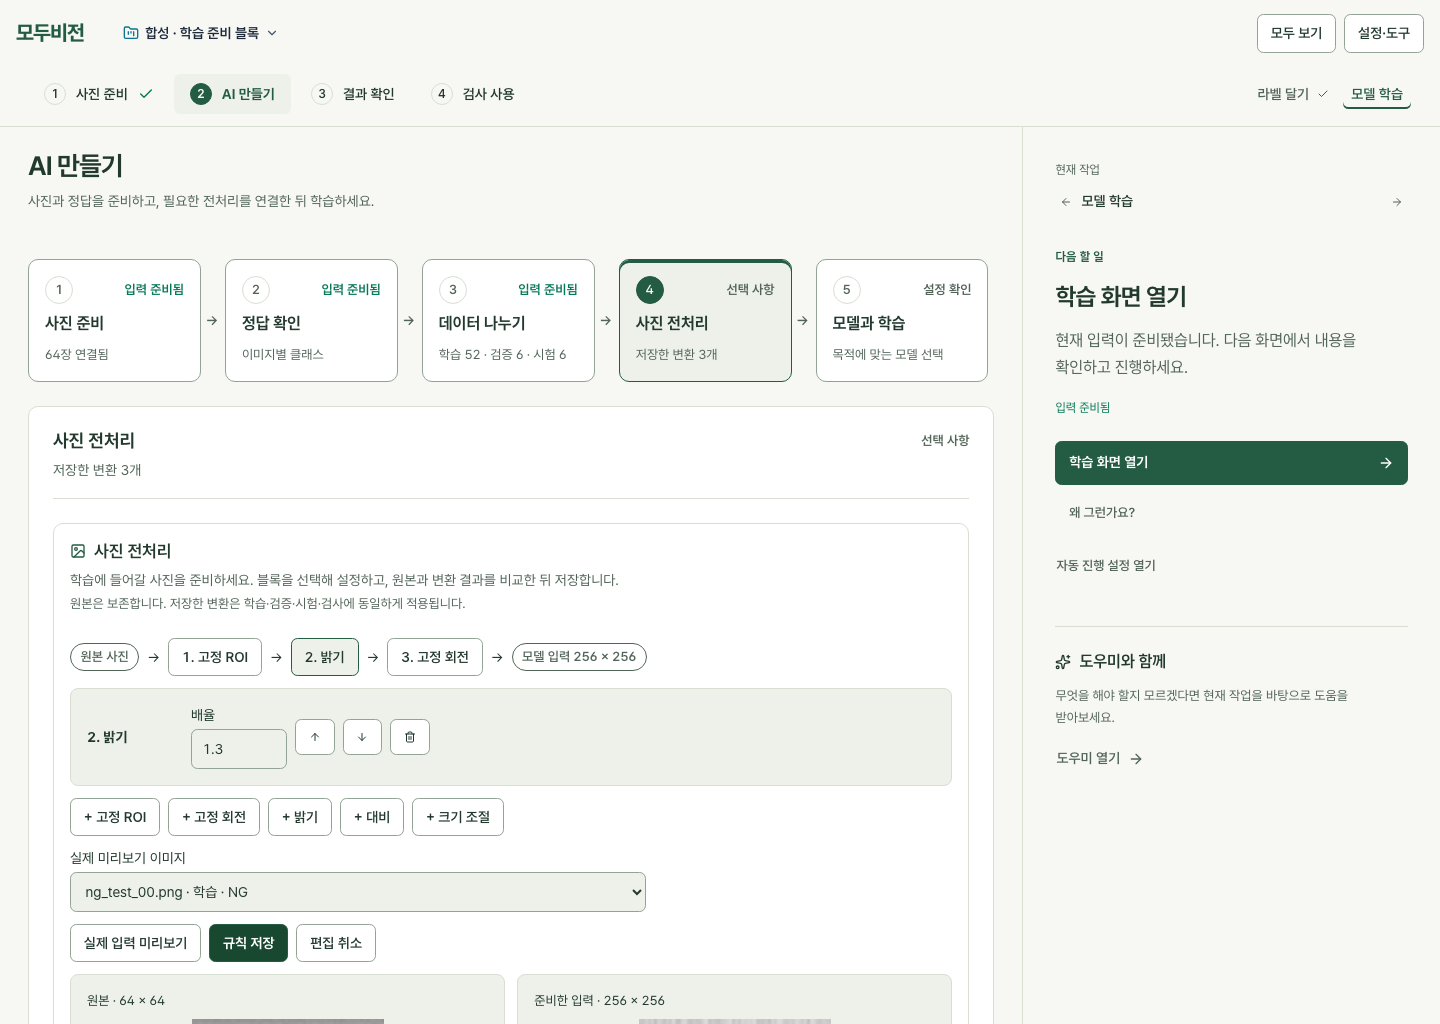 모두비전
합성 · 학습 준비 블록
모두 보기
설정·도구
1 사진 준비
2 AI 만들기
3 결과 확인
4 검사 사용
라벨 달기
모델 학습
AI 만들기
사진과 정답을 준비하고, 필요한 전처리를 연결한 뒤 학습하세요.
1 입력 준비됨
사진 준비
64장 연결됨
2 입력 준비됨
정답 확인
이미지별 클래스
3 입력 준비됨
데이터 나누기
학습 52 · 검증 6 · 시험 6
4 선택 사항
사진 전처리
저장한 변환 3개
5 설정 확인
모델과 학습
목적에 맞는 모델 선택
사진 전처리
선택 사항
저장한 변환 3개
사진 전처리
학습에 들어갈 사진을 준비하세요. 블록을 선택해 설정하고, 원본과 변환 결과를 비교한 뒤 저장합니다.
원본은 보존합니다. 저장한 변환은 학습·검증·시험·검사에 동일하게 적용됩니다.
원본 사진 → 1. 고정 ROI → 2. 밝기 → 3. 고정 회전 → 모델 입력 256 × 256
배율
2. 밝기
1.3
↑ ↓
+ 고정 ROI
+ 고정 회전
+ 밝기
+ 대비
+ 크기 조절
실제 미리보기 이미지
ng_test_00.png · 학습 · NG
실제 입력 미리보기
규칙 저장
편집 취소
원본 · 64 × 64
준비한 입력 · 256 × 256
현재 작업
← 모델 학습 →
다음 할 일
학습 화면 열기
현재 입력이 준비됐습니다. 다음 화면에서 내용을
확인하고 진행하세요.
입력 준비됨
학습 화면 열기 →
왜 그런가요?
자동 진행 설정 열기
도우미와 함께
무엇을 해야 할지 모르겠다면 현재 작업을 바탕으로 도움을
받아보세요.
도우미 열기 →